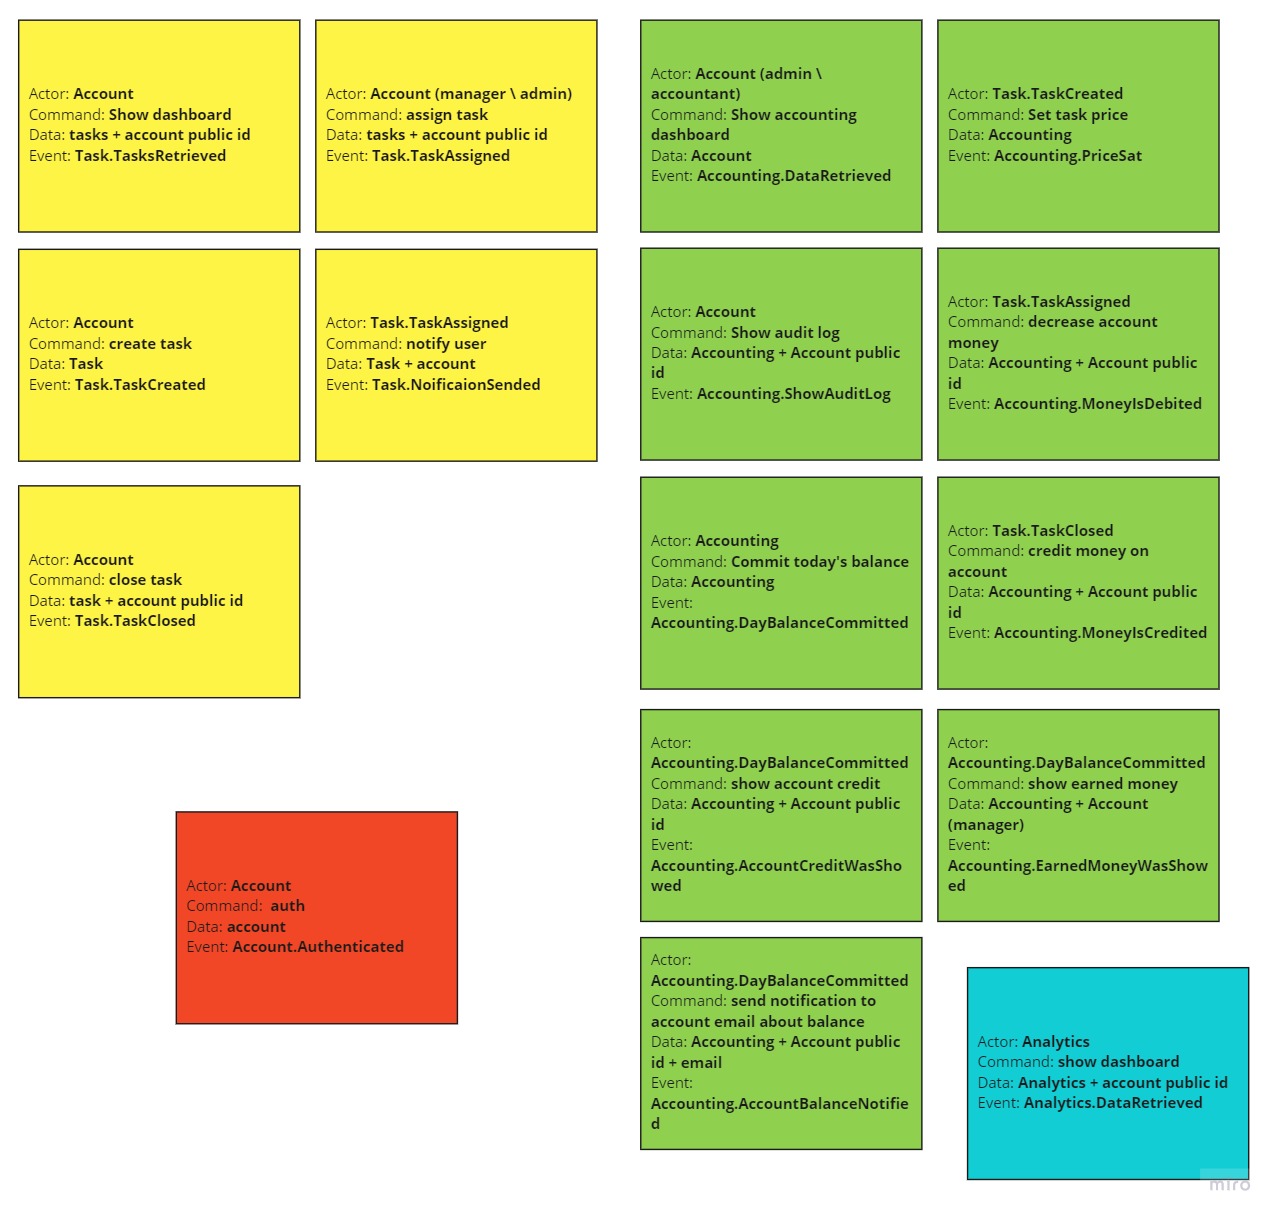 Actor: Account
Command: Show dashboard
Data: tasks + account public id
Event: Task.TasksRetrieved
Actor: Account (manager \ admin)
Command: assign task
Data: tasks + account public id
Event: Task.TaskAssigned
Actor: Account (admin \
accountant)
Command: Show accounting
dashboard
Data: Account
Event: Accounting.DataRetrieved
Actor: Task.TaskCreated
Command: Set task price
Data: Accounting
Event: Accounting.PriceSat
Actor: Account
Command: create task
Data: Task
Event: Task.TaskCreated
Actor: Task.TaskAssigned
Command: notify user
Data: Task + account
Event: Task.NoificaionSended
Actor: Account
Command: Show audit log
Data: Accounting + Account public
id
Event: Accounting.ShowAuditLog
Actor: Task.TaskAssigned
Command: decrease account
money
Data: Accounting + Account public
id
Event: Accounting.MoneyIsDebited
Actor: Account
Command: close task
Data: task + account public id
Event: Task.TaskClosed
Actor: Accounting
Command: Commit today's balance
Data: Accounting
Event:
Accounting.DayBalanceCommitted
Actor: Task.TaskClosed
Command: credit money on
account
Data: Accounting + Account public
id
Event: Accounting.MoneyIsCredited
Actor:
Accounting.DayBalanceCommitted
Command: show account credit
Data: Accounting + Account public
id
Event:
Accounting.AccountCreditWasSho
wed
Actor:
Accounting.DayBalanceCommitted
Command: show earned money
Data: Accounting + Account
(manager)
Event:
Accounting.EarnedMoneyWasShow
ed
Actor: Account
Command:  auth
Data: account
Event: Account.Authenticated
Actor:
Accounting.DayBalanceCommitted
Command: send notification to
account email about balance
Data: Accounting + Account public
id + email
Event:
Accounting.AccountBalanceNotifie
d
Actor: Analytics
Command: show dashboard
Data: Analytics + account public id
Event: Analytics.DataRetrieved
miro